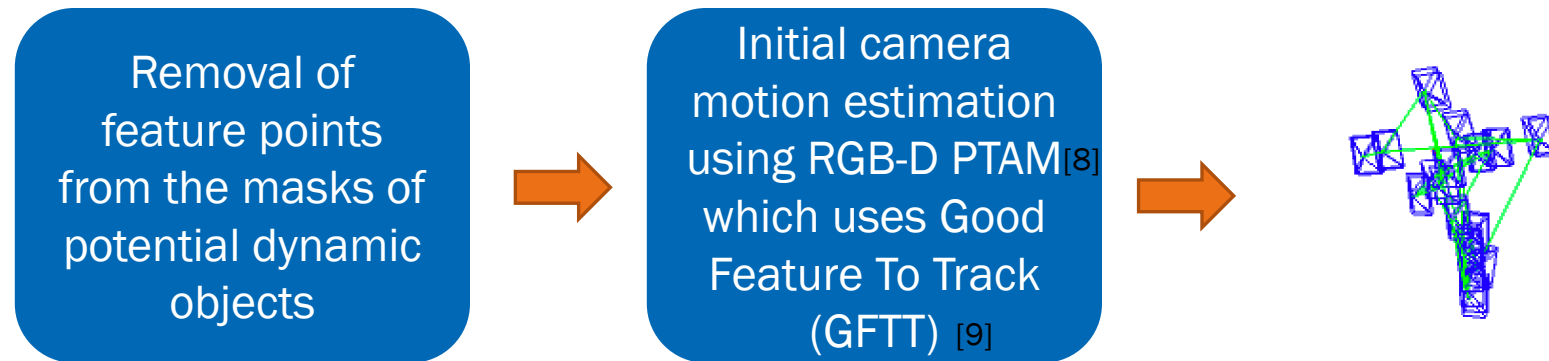 Removal of
feature points
from the masks of
potential dynamic
objects
Initial camera
motion estimation
using RGB-D PTAM[8]
which uses Good
Feature To Track
(GFTT) [9]